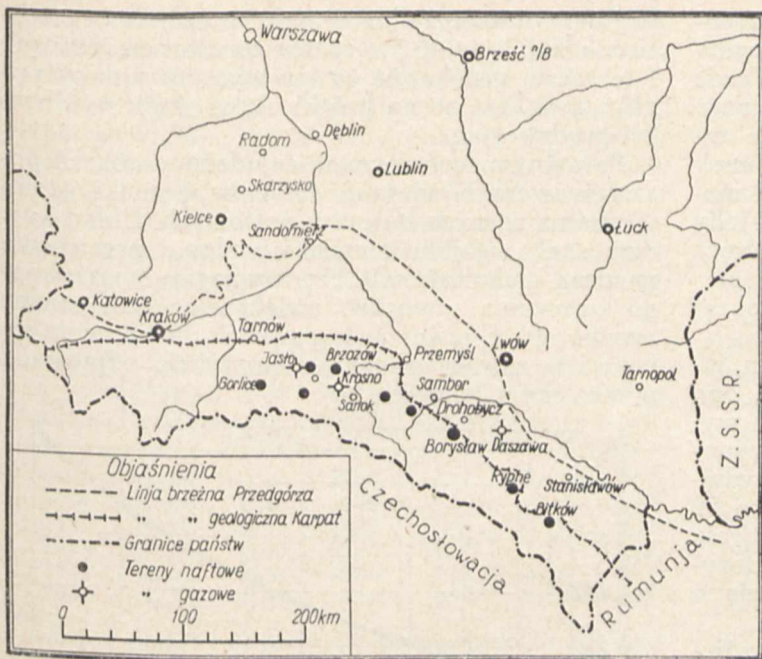 Warszawa
Brześć n/B
Radom
Dęblin
Skarzysko
Lublin
Kielce
Sandomierz
Łuck
Katowice
Kraków
Tarnów
Lwów
Przemyśl
Jasło
Brzozów
Tarnopol
Gorlice
Krosno
Sambor
Sanok
Drohobycz
Borysław
Daszawa
Z.S.S.R.
Rypne
Stanisławów
Bitków
Czechosłowacja
Rumunja
Objaśnienia
Linja brzeżna Przedgórza
" " geologiczna Karpat
Granice państw
Tereny naftowe
" gazowe
0 100 200km